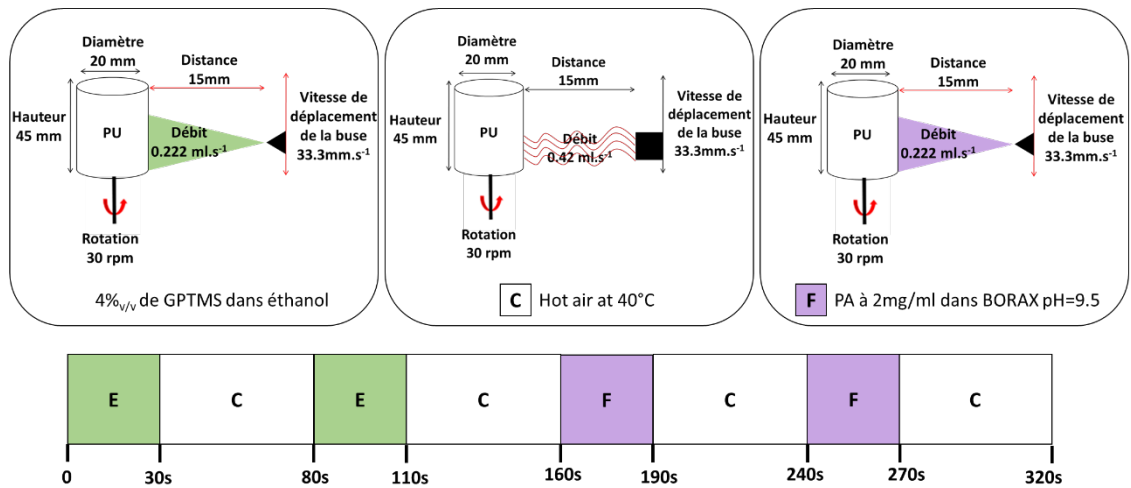 Diamètre
20 mm
Distance
15mm
Hauteur
45 mm
PU
Débit
0.222 ml.s⁻¹
Vitesse de
déplacement
de la buse
33.3mm.s⁻¹
Rotation
30 rpm
4%v/v de GPTMS dans éthanol
Diamètre
20 mm
Distance
15mm
Hauteur
45 mm
PU
Débit
0.42 ml.s⁻¹
Vitesse de
déplacement
de la buse
33.3mm.s⁻¹
Rotation
30 rpm
C Hot air at 40°C
Diamètre
20 mm
Distance
15mm
Hauteur
45 mm
PU
Débit
0.222 ml.s⁻¹
Vitesse de
déplacement
de la buse
33.3mm.s⁻¹
Rotation
30 rpm
F PA à 2mg/ml dans BORAX pH=9.5
E C E C F C F C
0 30s 80s 110s 160s 190s 240s 270s 320s